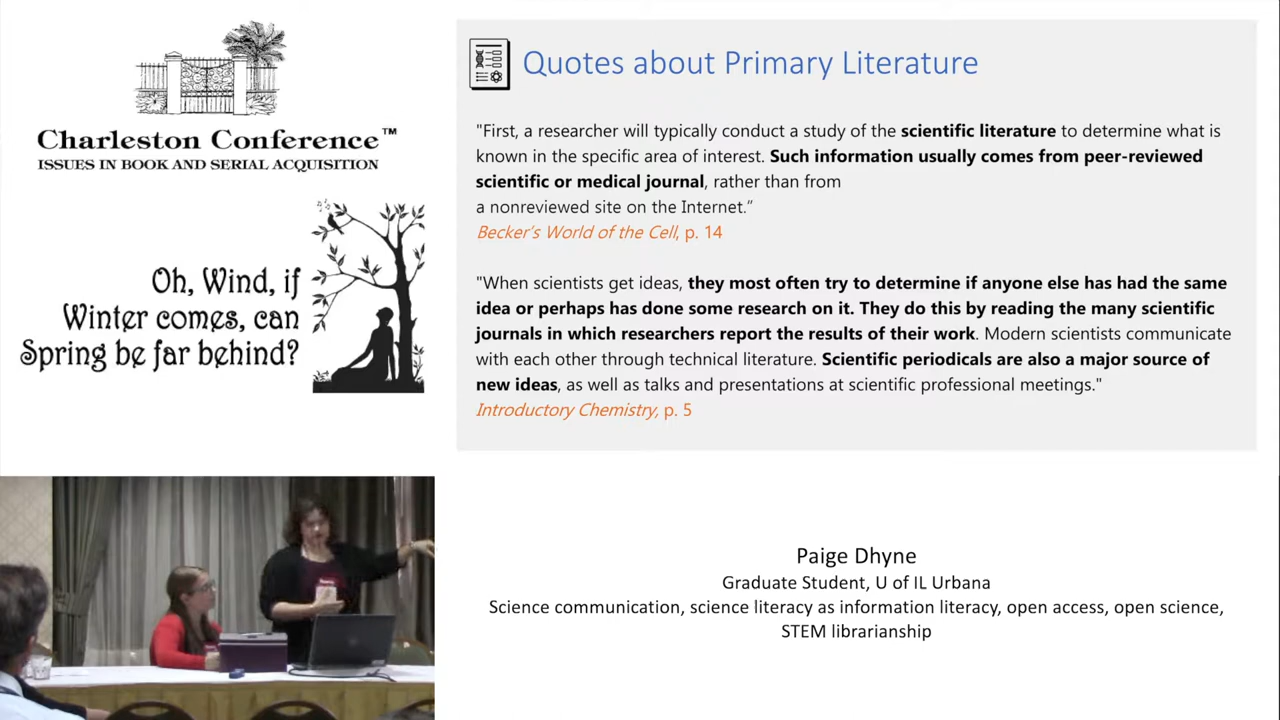 Charleston Conference™
ISSUES IN BOOK AND SERIAL ACQUISITION
Oh, Wind, if
Winter comes, can
Spring be far behind?
Quotes about Primary Literature
"First, a researcher will typically conduct a study of the scientific literature to determine what is
known in the specific area of interest. Such information usually comes from peer-reviewed
scientific or medical journal, rather than from
a nonreviewed site on the Internet.“
Becker's World of the Cell, p. 14
"When scientists get ideas, they most often try to determine if anyone else has had the same
idea or perhaps has done some research on it. They do this by reading the many scientific
journals in which researchers report the results of their work. Modern scientists communicate
with each other through technical literature. Scientific periodicals are also a major source of
new ideas, as well as talks and presentations at scientific professional meetings."
Introductory Chemistry, p. 5
Paige Dhyne
Graduate Student, U of IL Urbana
Science communication, science literacy as information literacy, open access, open science,
STEM librarianship